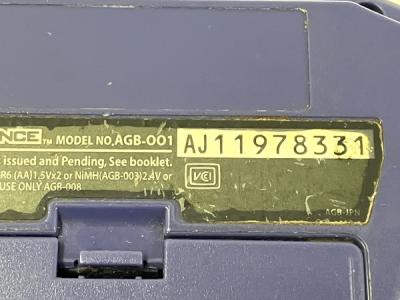 NCE™ MODEL NO.AGB-001
AJ11978331
s issued and Pending, See booklet.
R6 (AA)1.5Vx2 or NiMH(AGB-003)2.4V or
USE ONLY AGB-008
VCI
AGB-JPN